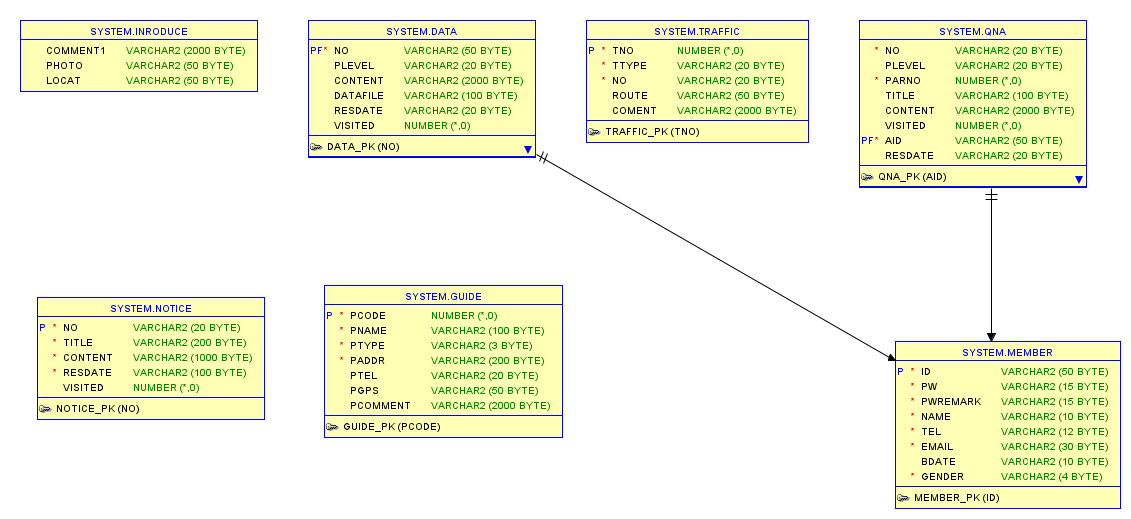 SYSTEM.INRODUCE
COMMENT1 VARCHAR2 (2000 BYTE)
PHOTO VARCHAR2 (50 BYTE)
LOCAT VARCHAR2 (50 BYTE)
SYSTEM.DATA
PF* NO VARCHAR2 (50 BYTE)
PLEVEL VARCHAR2 (20 BYTE)
CONTENT VARCHAR2 (2000 BYTE)
DATAFILE VARCHAR2 (100 BYTE)
RESDATE VARCHAR2 (20 BYTE)
VISITED NUMBER (*,0)
DATA_PK (NO)
SYSTEM.TRAFFIC
P * TNO NUMBER (*,0)
* TTYPE VARCHAR2 (20 BYTE)
* NO VARCHAR2 (20 BYTE)
ROUTE VARCHAR2 (50 BYTE)
COMENT VARCHAR2 (2000 BYTE)
TRAFFIC_PK (TNO)
SYSTEM.QNA
* NO VARCHAR2 (20 BYTE)
PLEVEL VARCHAR2 (20 BYTE)
* PARNO NUMBER (*,0)
TITLE VARCHAR2 (100 BYTE)
CONTENT VARCHAR2 (2000 BYTE)
VISITED NUMBER (*,0)
PF* AID VARCHAR2 (50 BYTE)
RESDATE VARCHAR2 (20 BYTE)
QNA_PK (AID)
SYSTEM.NOTICE
P * NO VARCHAR2 (20 BYTE)
* TITLE VARCHAR2 (200 BYTE)
* CONTENT VARCHAR2 (1000 BYTE)
* RESDATE VARCHAR2 (100 BYTE)
VISITED NUMBER (*,0)
NOTICE_PK (NO)
SYSTEM.GUIDE
P * PCODE NUMBER (*,0)
* PNAME VARCHAR2 (100 BYTE)
* PTYPE VARCHAR2 (3 BYTE)
* PADDR VARCHAR2 (200 BYTE)
PTEL VARCHAR2 (20 BYTE)
PGPS VARCHAR2 (50 BYTE)
PCOMMENT VARCHAR2 (2000 BYTE)
GUIDE_PK (PCODE)
SYSTEM.MEMBER
P * ID VARCHAR2 (50 BYTE)
* PW VARCHAR2 (15 BYTE)
* PWREMARK VARCHAR2 (15 BYTE)
* NAME VARCHAR2 (10 BYTE)
* TEL VARCHAR2 (12 BYTE)
* EMAIL VARCHAR2 (30 BYTE)
BDATE VARCHAR2 (10 BYTE)
* GENDER VARCHAR2 (4 BYTE)
MEMBER_PK (ID)